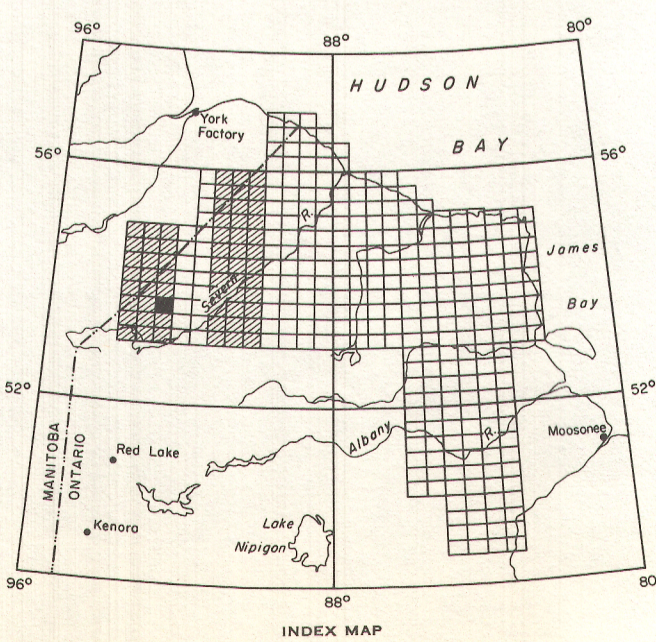 96°
88°
80°
HUDSON
BAY
York
Factory
56°
56°
R.
Severn
James
Bay
52°
52°
Albany
R.
Moosonee
MANITOBA
ONTARIO
Red Lake
Kenora
Lake
Nipigon
96°
88°
80
INDEX MAP